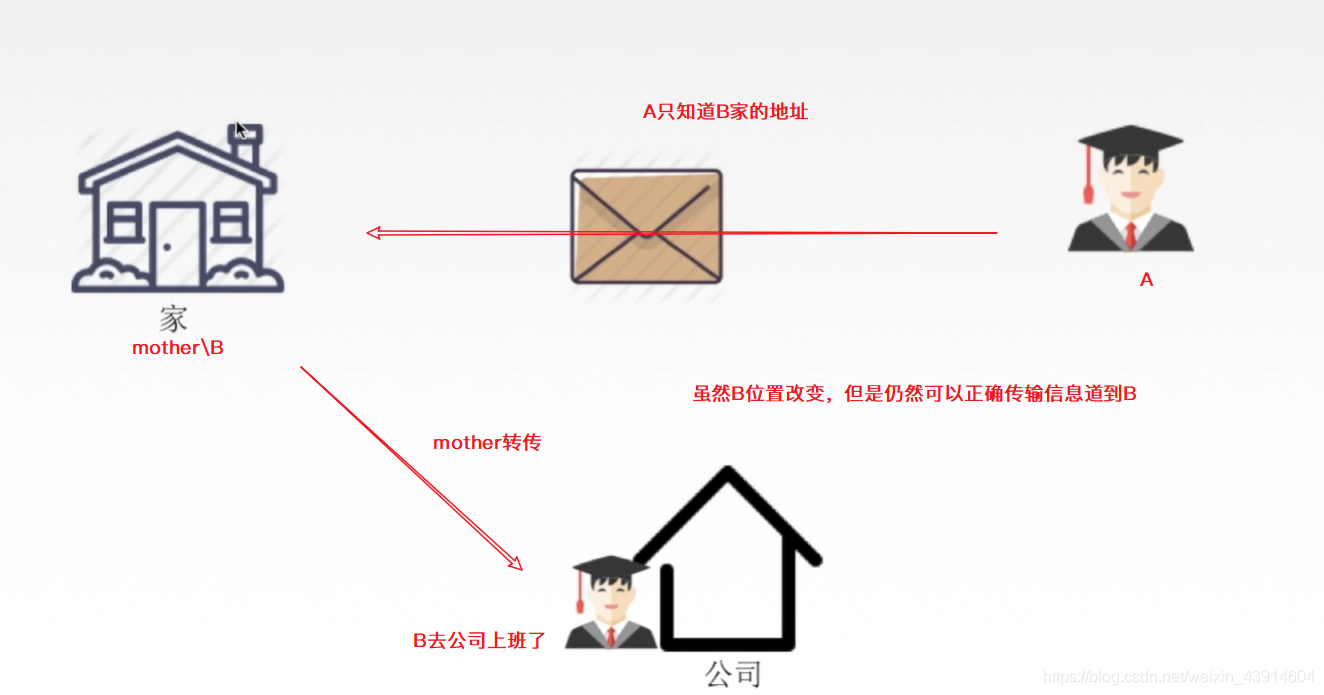 A只知道B家的地址
A
家
mother\B
虽然B位置改变，但是仍然可以正确传输信息道到B
mother转传
B去公司上班了
公司
https://blog.csdn.net/weixin_43914604